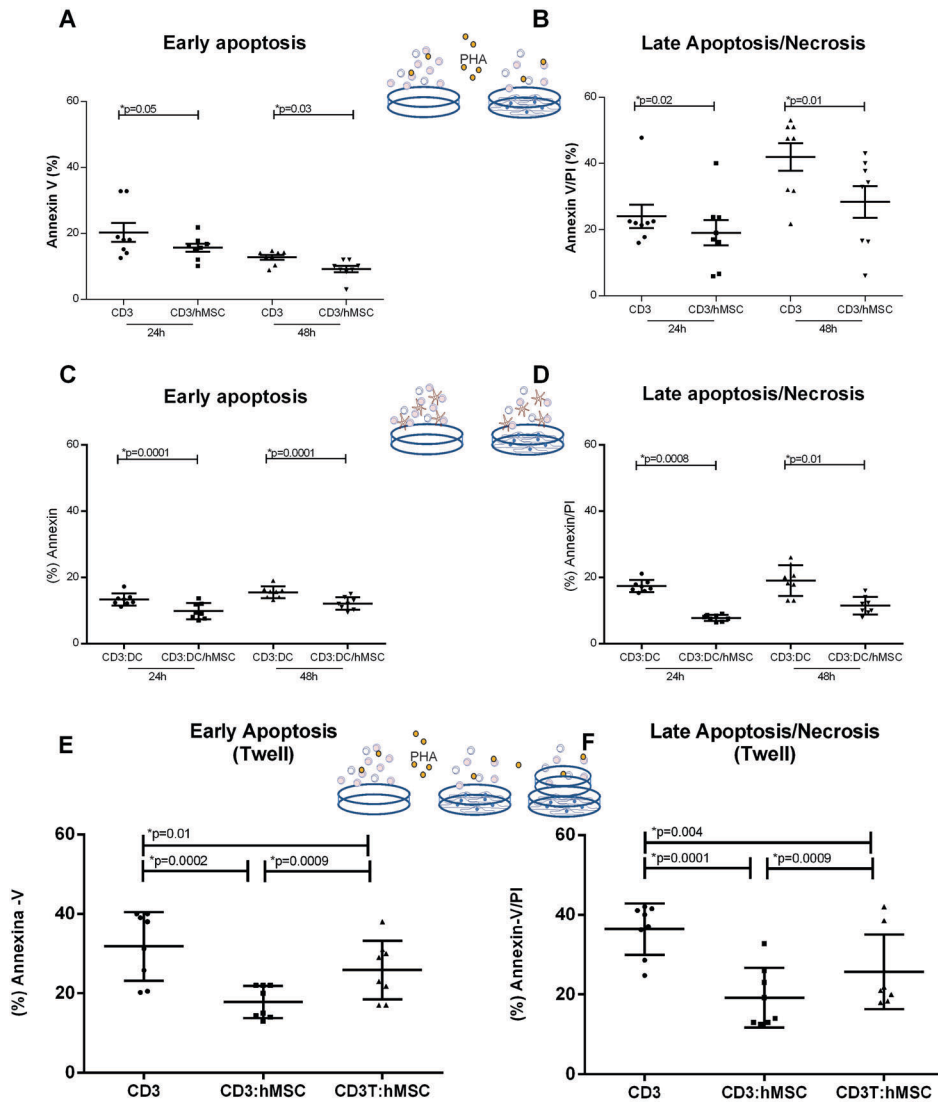 A
Early apoptosis
PHA
60
40
20
0
Annexin V (%)
*p=0.05
*p=0.03
CD3
CD3/hMSC
CD3
CD3/hMSC
24h
48h
B
Late Apoptosis/Necrosis
60
40
20
0
Annexin V/PI (%)
*p=0.02
*p=0.01
CD3
CD3/hMSC
CD3
CD3/hMSC
24h
48h
C
Early apoptosis
60
40
20
0
(%) Annexin
*p=0.0001
*p=0.0001
CD3:DC
CD3:DC/hMSC
CD3:DC
CD3:DC/hMSC
24h
48h
D
Late apoptosis/Necrosis
60
40
20
0
(%) Annexin/PI
*p=0.0008
*p=0.01
CD3:DC
CD3:DC/hMSC
CD3:DC
CD3:DC/hMSC
24h
48h
E
Early Apoptosis
(Twell)
PHA
60
40
20
0
(%) Annexina -V
*p=0.01
*p=0.0002
*p=0.0009
CD3
CD3:hMSC
CD3T:hMSC
F
Late Apoptosis/Necrosis
(Twell)
60
40
20
0
(%) Annexin-V/PI
*p=0.004
*p=0.0001
*p=0.0009
CD3
CD3:hMSC
CD3T:hMSC